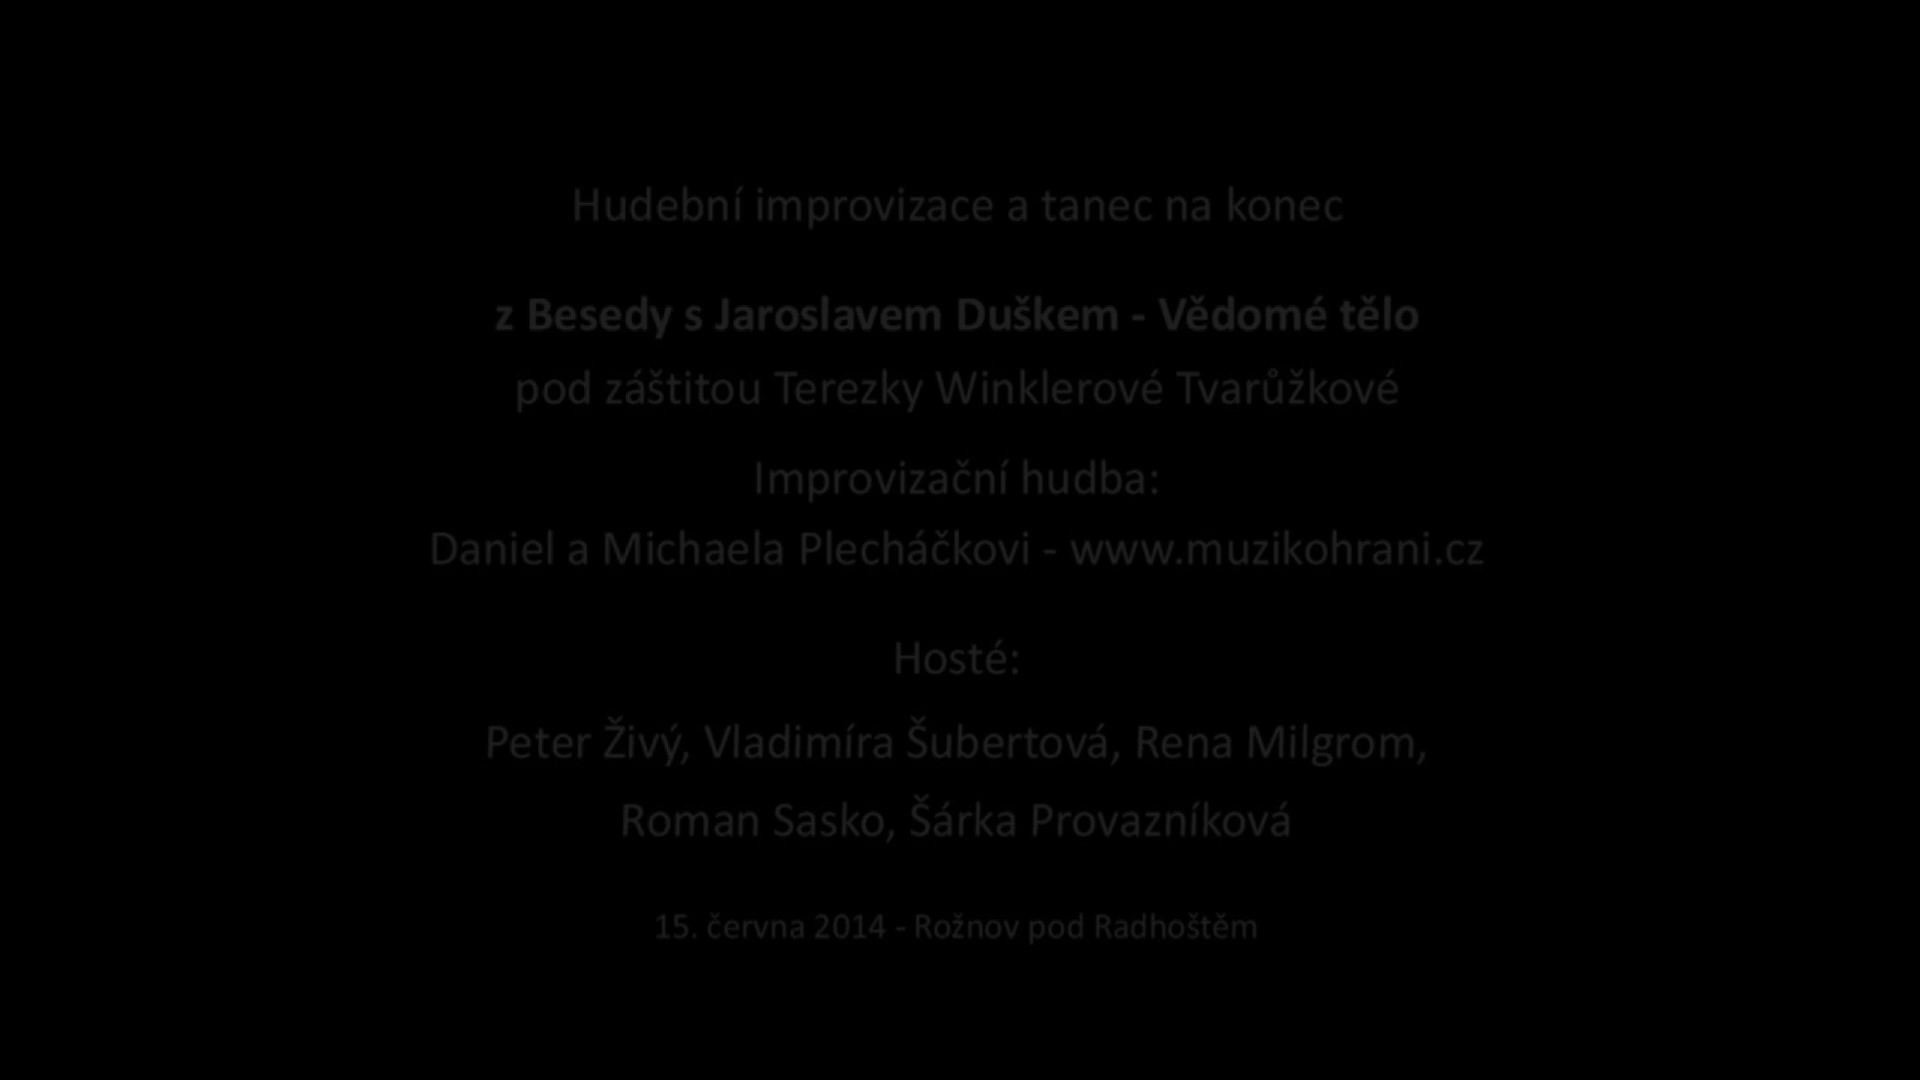 Hudební improvizace a tanec na konec
z Besedy s Jaroslavem Duškem - Vědomé tělo
pod záštitou Terezky Winklerové Tvarůžkové
Improvizační hudba:
Daniel a Michaela Plecháčkovi - www.muzikohrani.cz
Hosté:
Peter Živý, Vladimíra Šubertová, Rena Milgrom,
Roman Sasko, Šárka Provazníková
15. června 2014 - Rožnov pod Radhoštěm